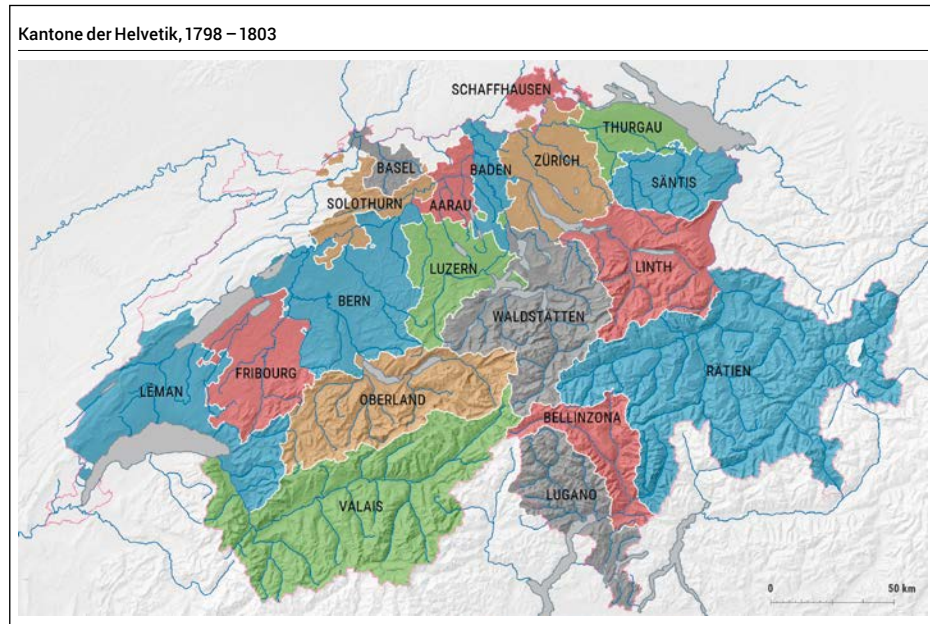 Kantone der Helvetik, 1798 – 1803
SCHAFFHAUSEN
THURGAU
BASEL
BADEN
ZÜRICH
SÄNTIS
SOLOTHURN
AARAU
LUZERN
LINTH
BERN
WALDSTÄTTEN
FRIBOURG
RÄTIEN
LEMAN
OBERLAND
BELLINZONA
LUGANO
VALAIS
0 50 km